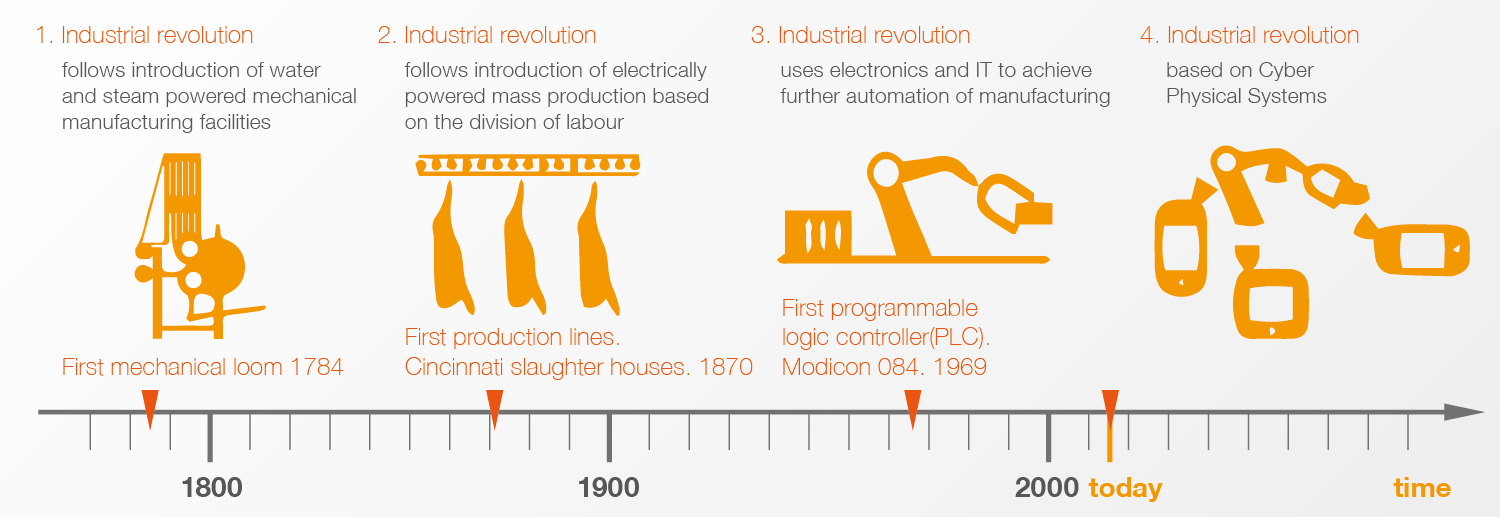 1. Industrial revolution
follows introduction of water
and steam powered mechanical
manufacturing facilities
First mechanical loom 1784
2. Industrial revolution
follows introduction of electrically
powered mass production based
on the division of labour
First production lines.
Cincinnati slaughter houses. 1870
3. Industrial revolution
uses electronics and IT to achieve
further automation of manufacturing
First programmable
logic controller(PLC).
Modicon 084. 1969
4. Industrial revolution
based on Cyber
Physical Systems
1800
1900
2000
today
time